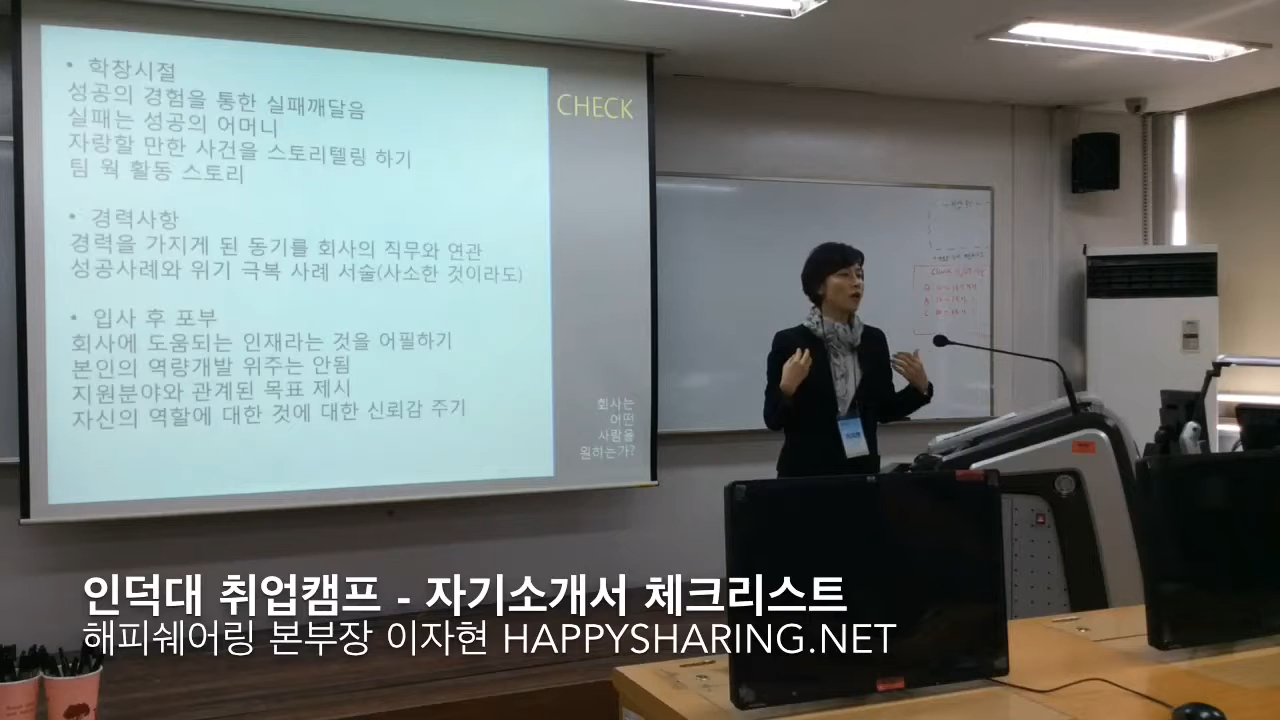 • 학창시절
성공의 경험을 통한 실패깨달음
실패는 성공의 어머니
자랑할 만한 사건을 스토리텔링 하기
팀 웍 활동 스토리
• 경력사항
경력을 가지게 된 동기를 회사의 직무와 연관
성공사례와 위기 극복 사례 서술(사소한 것이라도)
• 입사 후 포부
회사에 도움되는 인재라는 것을 어필하기
본인의 역량개발 위주는 안됨
지원분야와 관계된 목표 제시
자신의 역할에 대한 것에 대한 신뢰감 주기
CHECK
회사는
어떤
사람을
원하는가?
인덕대 취업캠프 - 자기소개서 체크리스트
해피쉐어링 본부장 이자현 HAPPYSHARING.NET